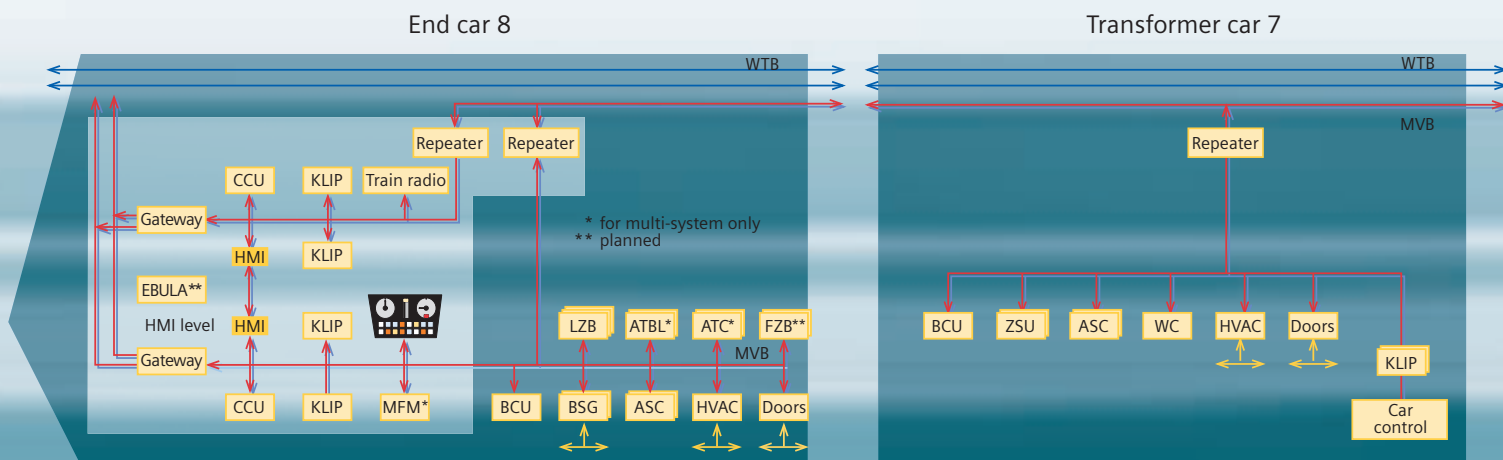 End car 8
Transformer car 7
WTB
WTB
MVB
Repeater
Repeater
Repeater
CCU
KLIP
Train radio
Gateway
* for multi-system only
** planned
HMI
KLIP
EBULA**
HMI level
HMI
KLIP
LZB
ATBL*
ATC*
FZB**
BCU
ZSU
ASC
WC
HVAC
Doors
MVB
Gateway
KLIP
CCU
KLIP
MFM*
BCU
BSG
ASC
HVAC
Doors
Car
control